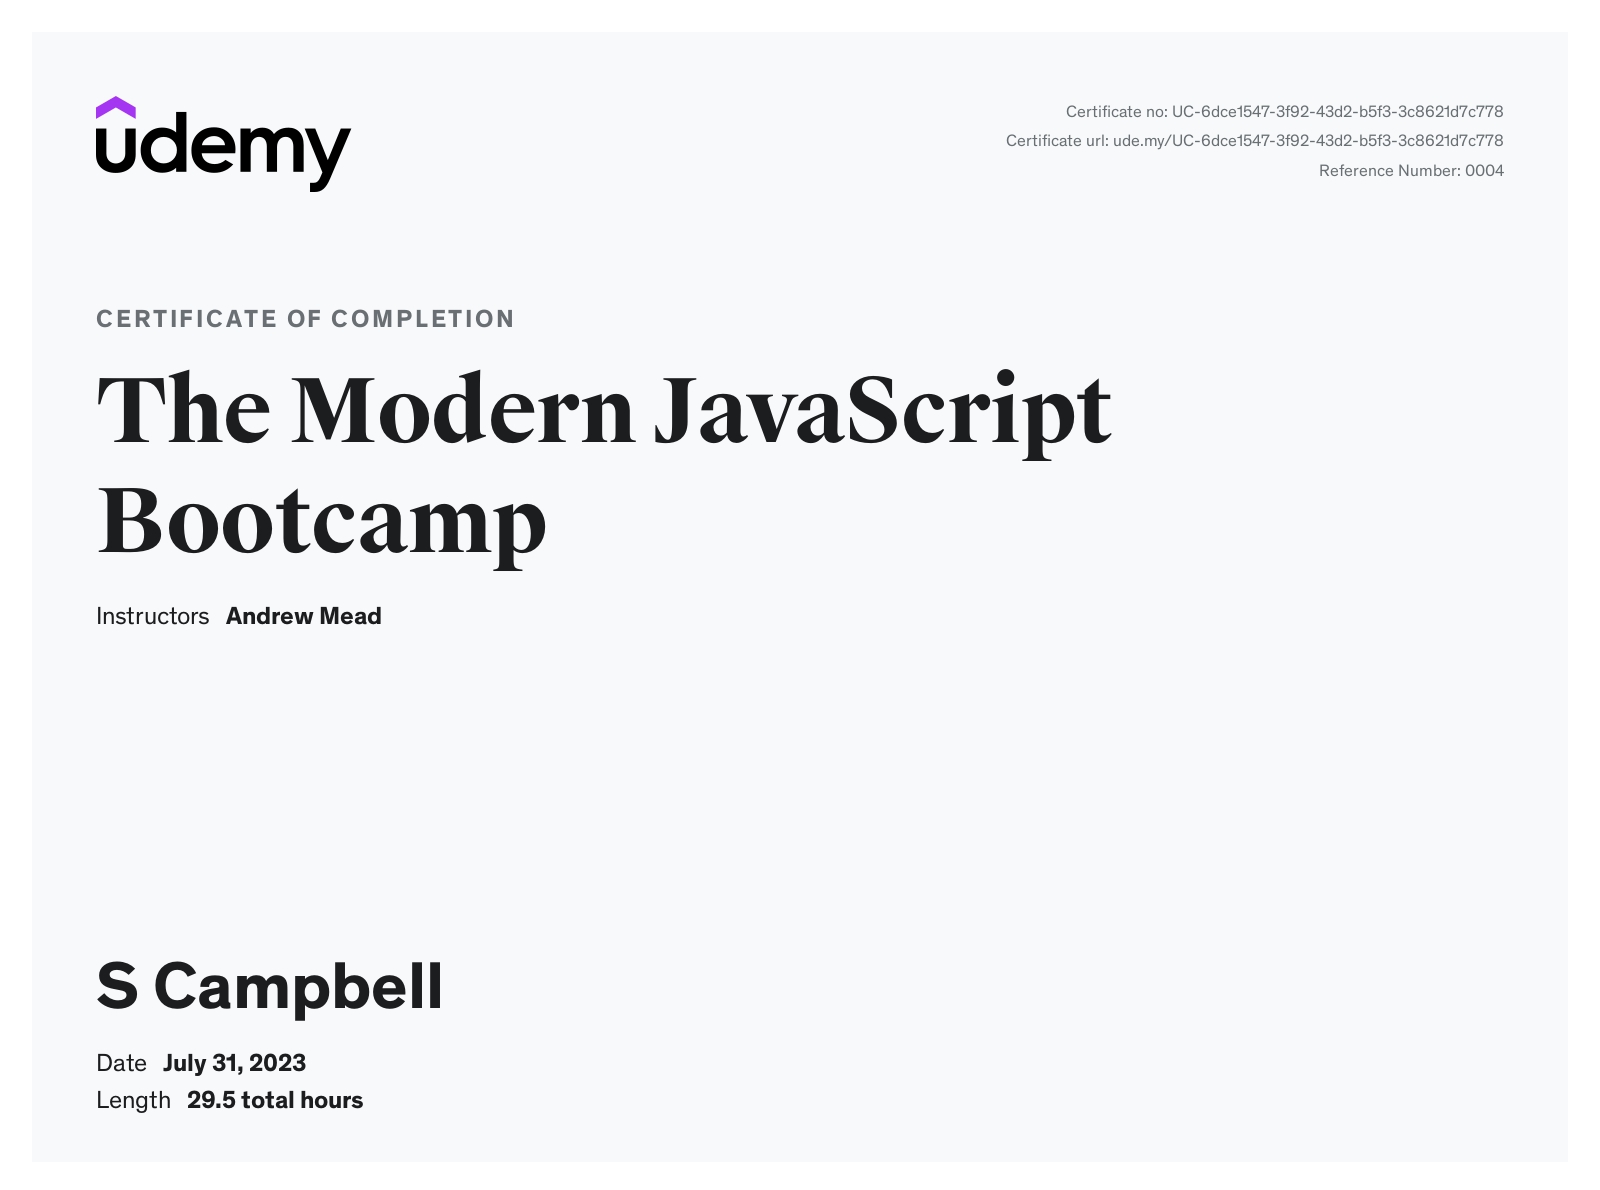 udemy
Certificate no: UC-6dce1547-3f92-43d2-b5f3-3c8621d7c778
Certificate url: ude.my/UC-6dce1547-3f92-43d2-b5f3-3c8621d7c778
Reference Number: 0004
CERTIFICATE OF COMPLETION
The Modern JavaScript
Bootcamp
Instructors Andrew Mead
S Campbell
Date July 31, 2023
Length 29.5 total hours